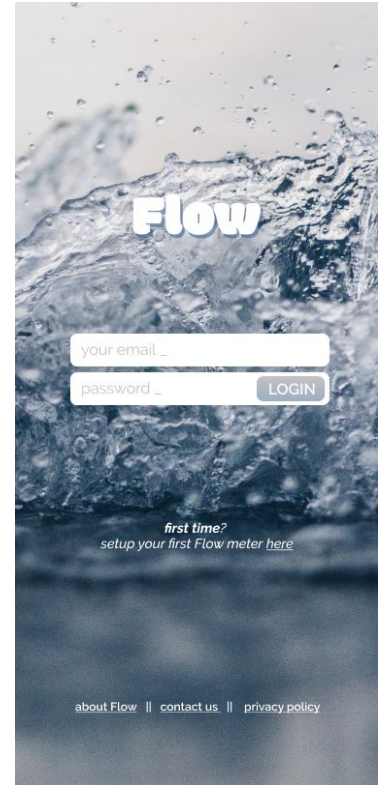 Flow
your email _
password _
LOGIN
first time?
setup your first Flow meter here
about Flow || contact us || privacy policy